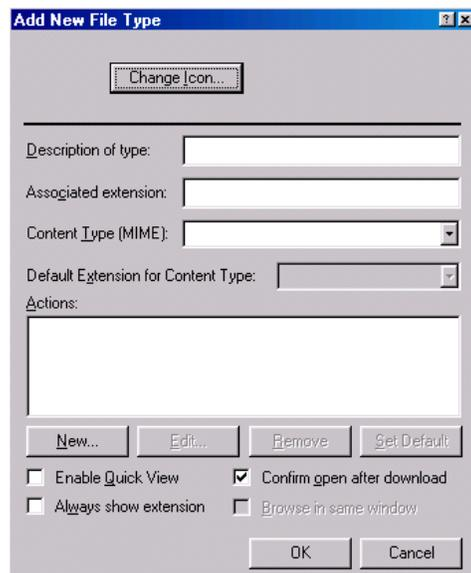 Add New File Type
Change Icon...
Description of type:
Associated extension:
Content Type (MIME):
Default Extension for Content Type:
Actions:
New... Edit... Remove Set Default
Enable Quick View Confirm open after download
Always show extension Browse in same window
OK Cancel